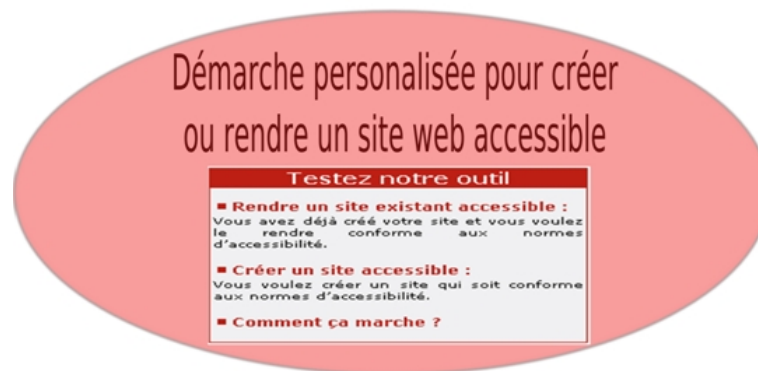 Démarche personalisée pour créer
ou rendre un site web accessible
Testez notre outil
Rendre un site existant accessible :
Vous avez déjà créé votre site et vous voulez
le rendre conforme aux normes
d'accessibilité.
Créer un site accessible :
Vous voulez créer un site qui soit conforme
aux normes d'accessibilité.
Comment ça marche ?